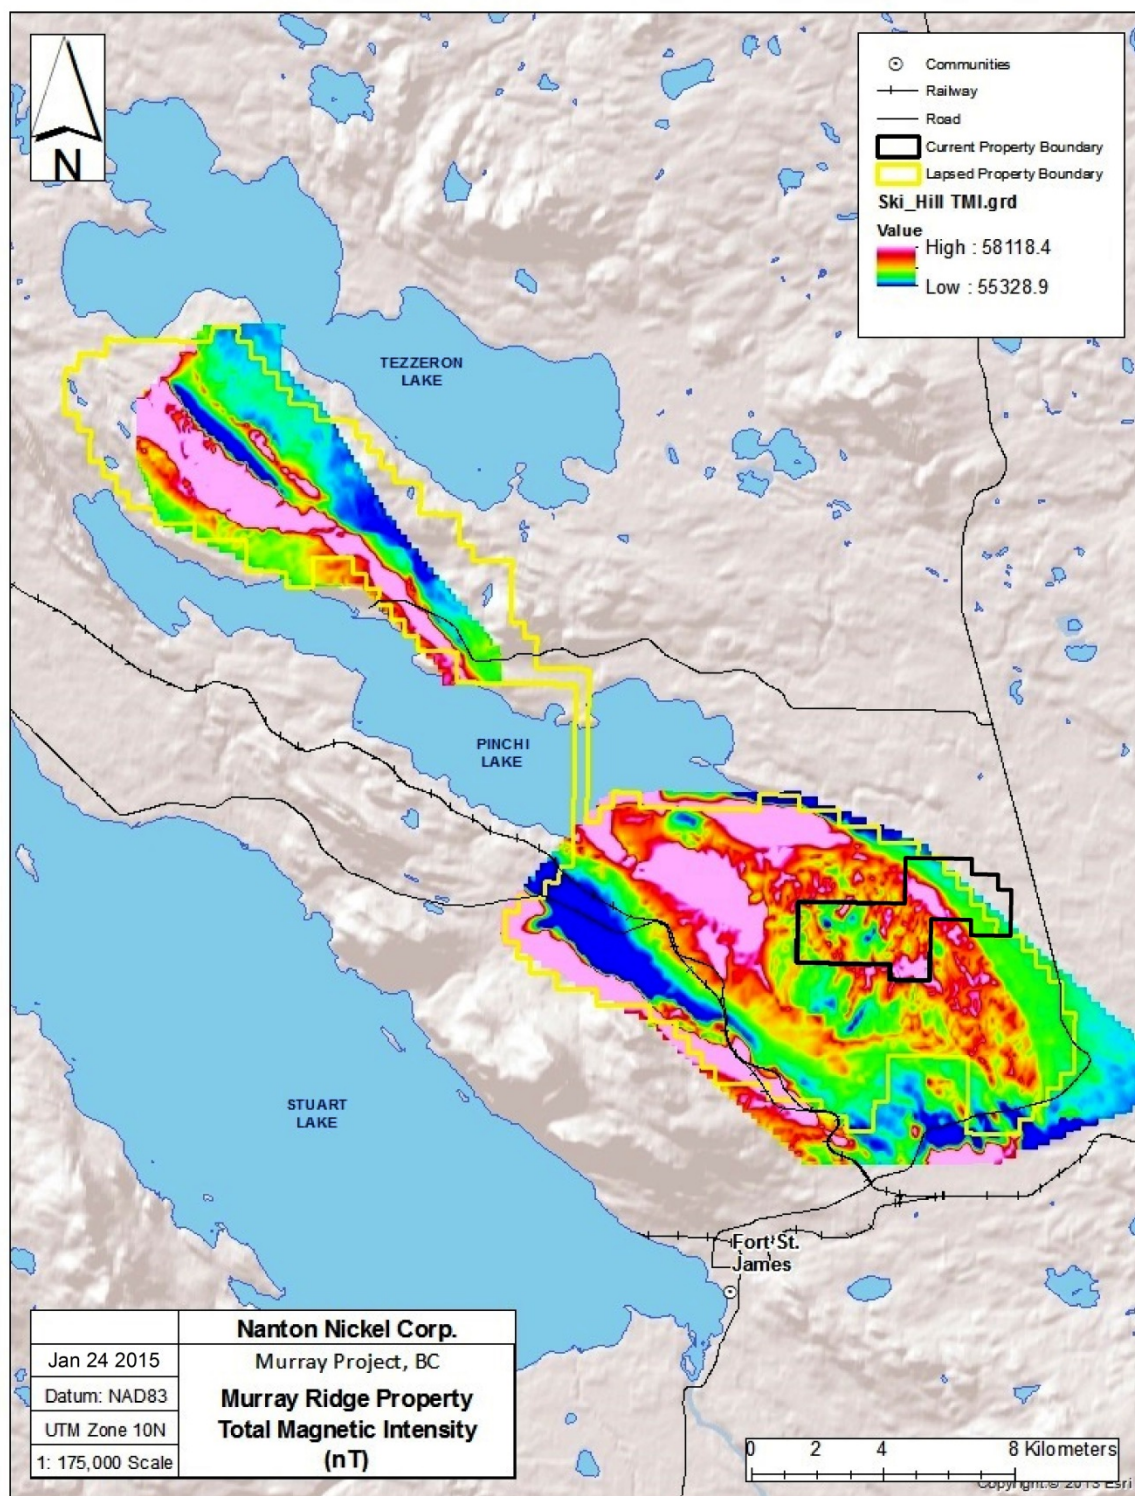 N
Communities
Railway
Road
Current Property Boundary
Lapsed Property Boundary
Ski_Hill TMI.grd
Value
High : 58118.4
Low : 55328.9
TEZZERON
LAKE
PINCHI
LAKE
STUART
LAKE
Fort St.
James
Nanton Nickel Corp.
Jan 24 2015
Murray Project, BC
Datum: NAD83
Murray Ridge Property
UTM Zone 10N
Total Magnetic Intensity
1: 175,000 Scale
(nT)
0 2 4 8 Kilometers
Copyright:© 2013 Esri